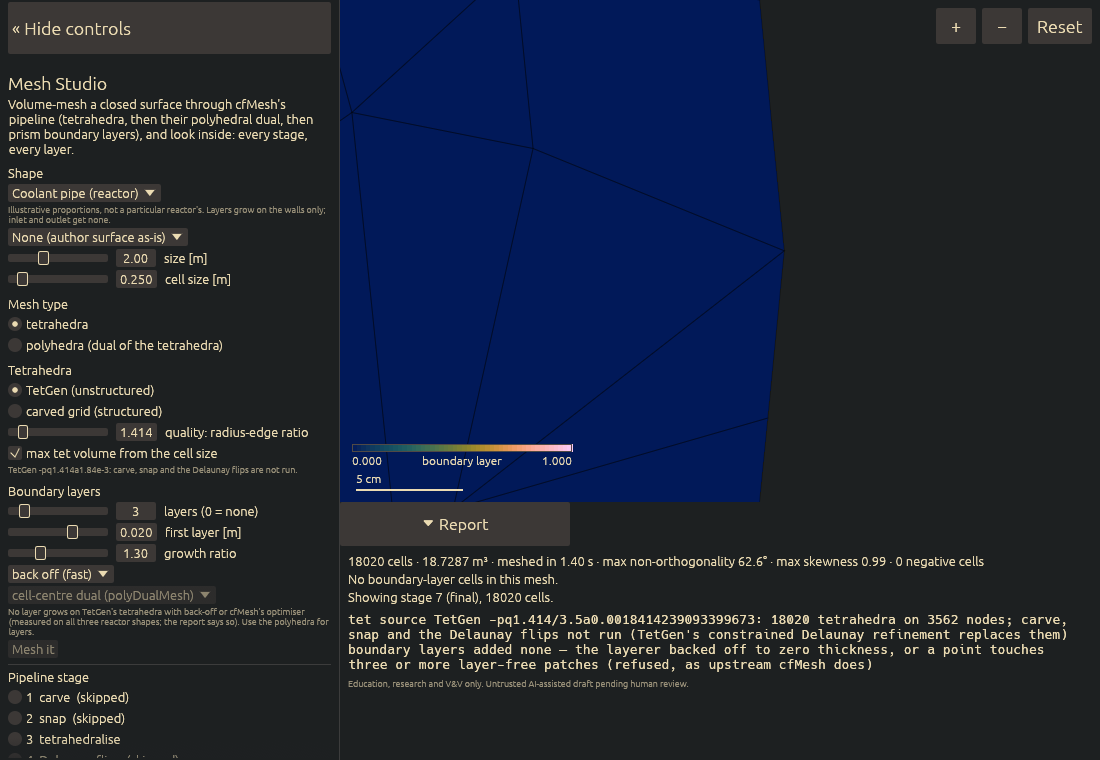 « Hide controls
+
−
Reset
Mesh Studio
Volume-mesh a closed surface through cfMesh's
pipeline (tetrahedra, then their polyhedral dual, then
prism boundary layers), and look inside: every stage,
every layer.
Shape
Coolant pipe (reactor)
Illustrative proportions, not a particular reactor's. Layers grow on the walls only;
inlet and outlet get none.
None (author surface as-is)
2.00 size [m]
0.250 cell size [m]
Mesh type
tetrahedra
polyhedra (dual of the tetrahedra)
Tetrahedra
TetGen (unstructured)
carved grid (structured)
1.414 quality: radius-edge ratio
max tet volume from the cell size
TetGen -pq1.414a1.84e-3: carve, snap and the Delaunay flips are not run.
Boundary layers
3 layers (0 = none)
0.020 first layer [m]
1.30 growth ratio
back off (fast)
cell-centre dual (polyDualMesh)
No layer grows on TetGen's tetrahedra with back-off or cfMesh's optimiser
(measured on all three reactor shapes; the report says so). Use the polyhedra for
layers.
Mesh it
Pipeline stage
1 carve (skipped)
2 snap (skipped)
3 tetrahedralise
0.000 boundary layer 1.000
5 cm
Report
18020 cells · 18.7287 m³ · meshed in 1.40 s · max non-orthogonality 62.6° · max skewness 0.99 · 0 negative cells
No boundary-layer cells in this mesh.
Showing stage 7 (final), 18020 cells.
tet source TetGen -pq1.414/3.5a0.0018414239093399673: 18020 tetrahedra on 3562 nodes; carve,
snap and the Delaunay flips not run (TetGen's constrained Delaunay refinement replaces them)
boundary layers added none — the layerer backed off to zero thickness, or a point touches
three or more layer-free patches (refused, as upstream cfMesh does)
Education, research and V&V only. Untrusted AI-assisted draft pending human review.